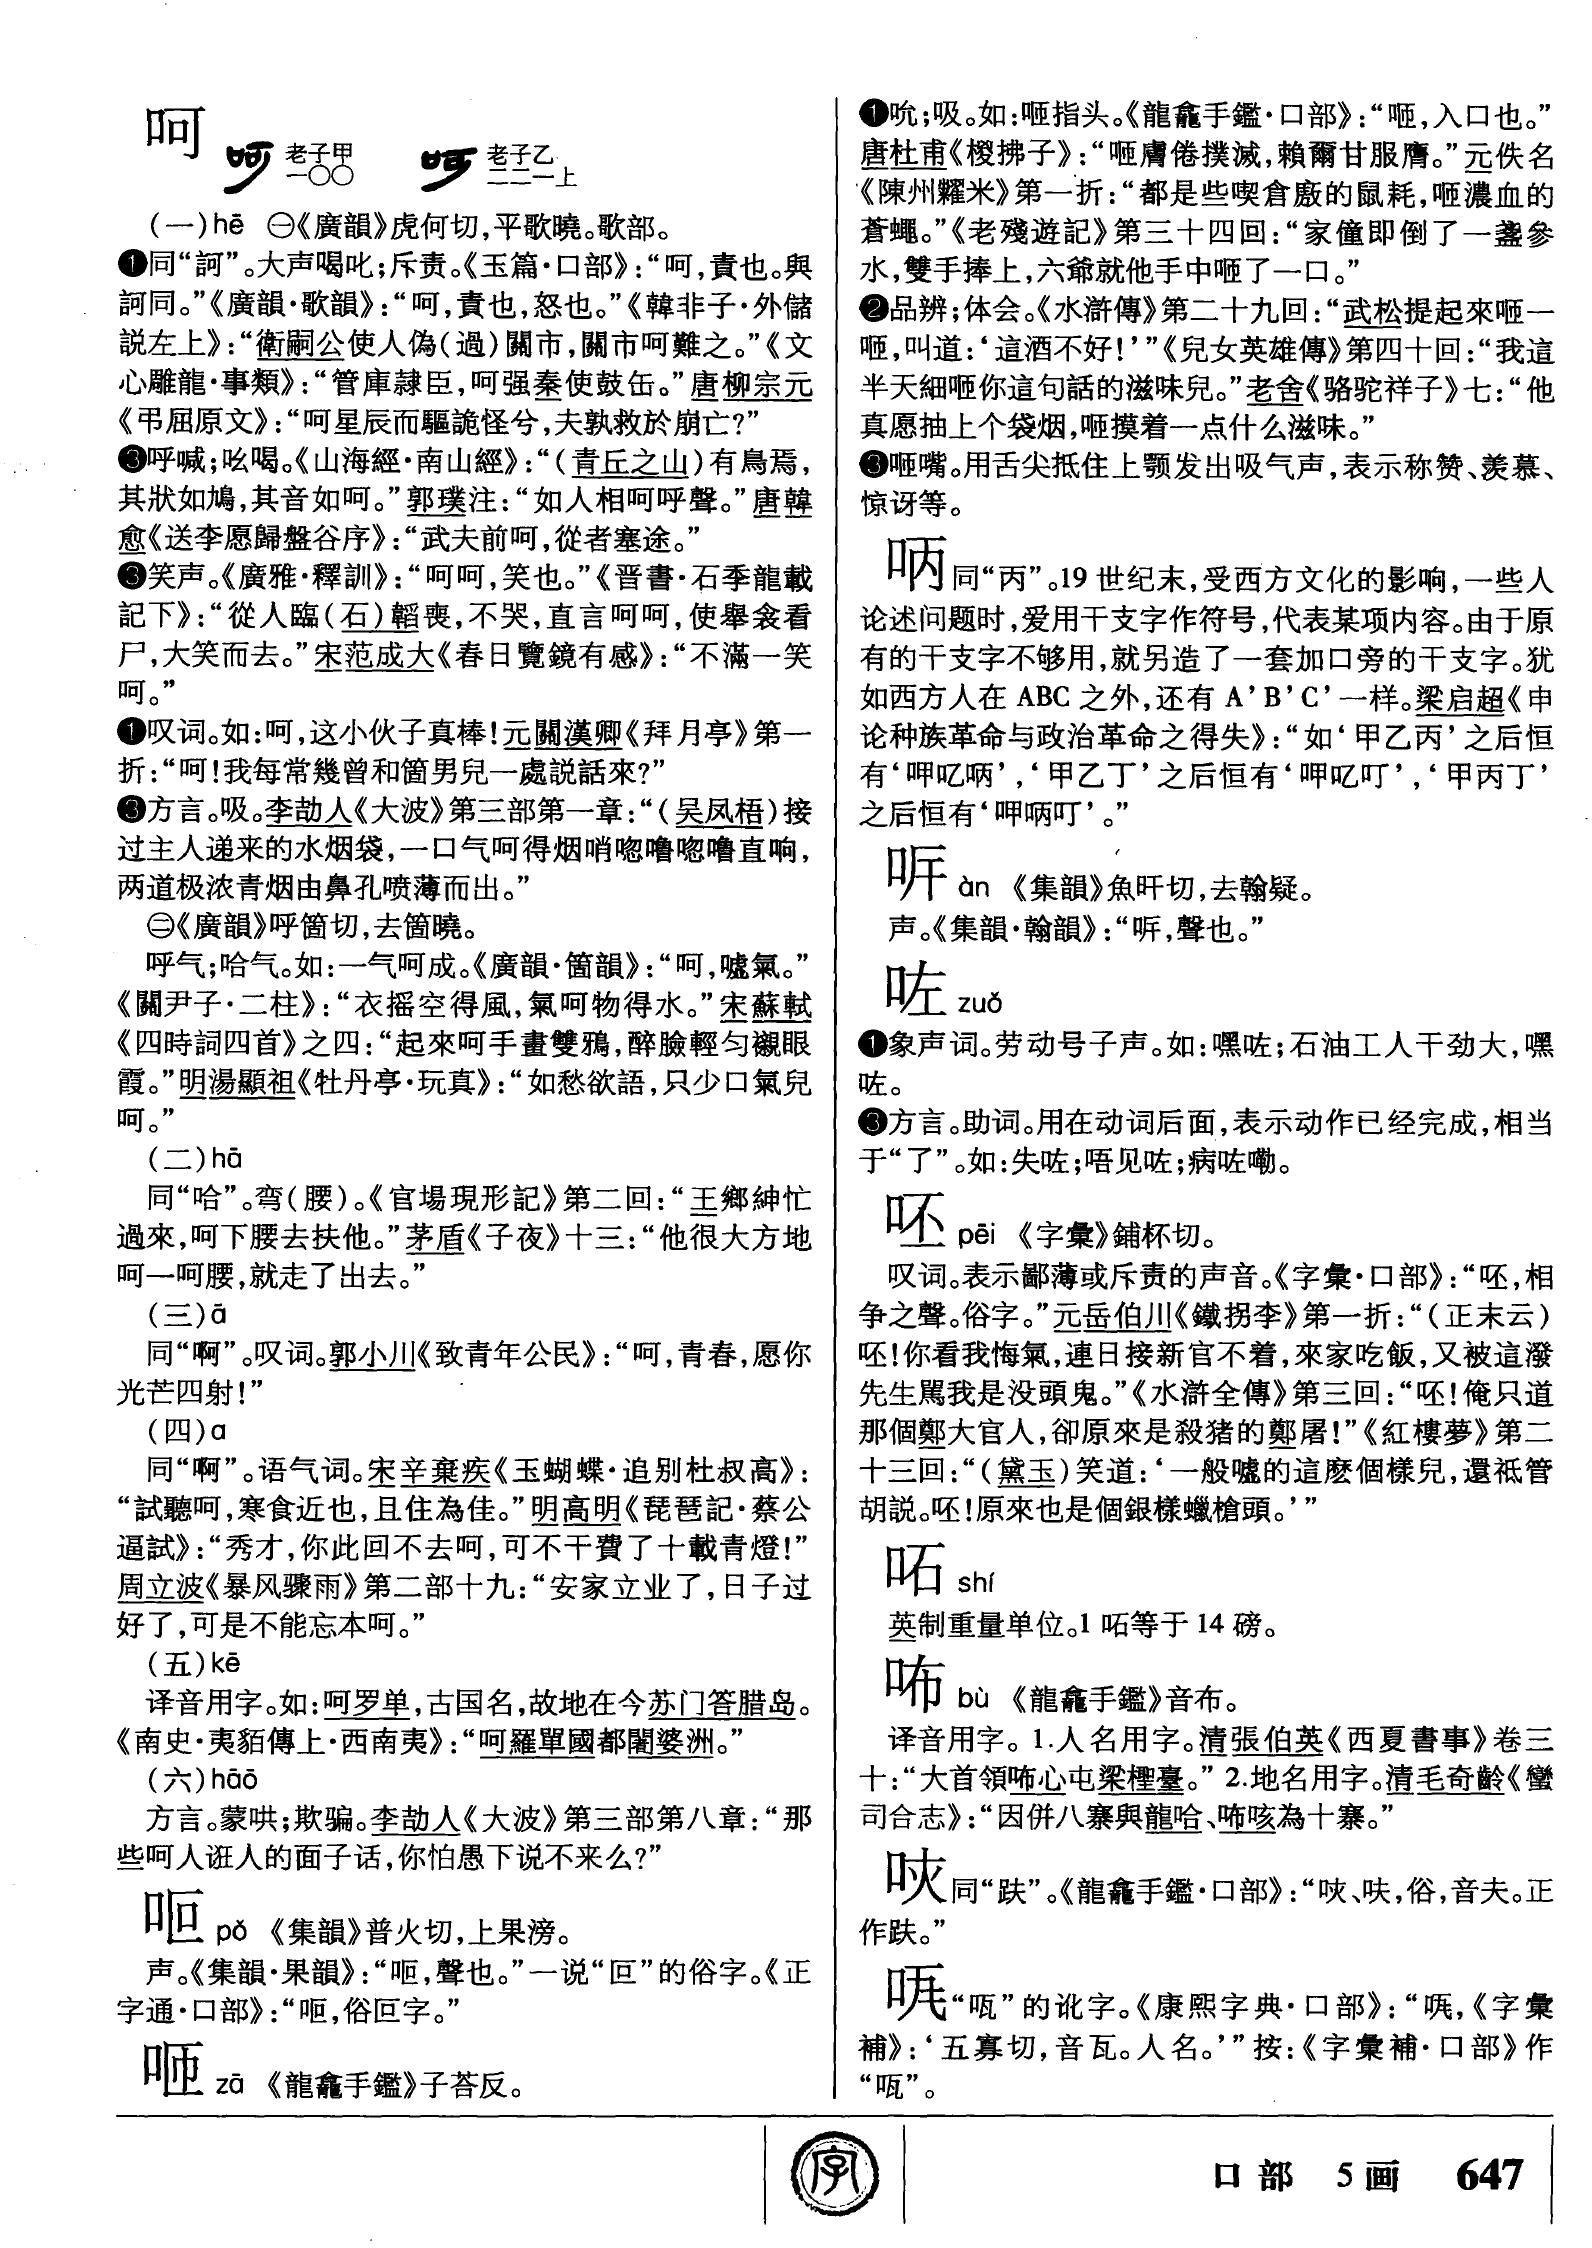 呵
老子甲
一〇〇
老子乙
二二一上
(一)hē ㊀《廣韻》虎何切,平歌曉。歌部。
❶同“訶”。大声喝叱;斥责。《玉篇·口部》:“呵,責也。與
訶同。”《廣韻·歌韻》:“呵,責也,怒也。”《韓非子·外儲
説左上》:“衛嗣公使人偽(過)關市,關市呵難之。”《文
心雕龍·事類》:“管庫隸臣,呵强秦使鼓缶。”唐柳宗元
《弔屈原文》:“呵星辰而驅詭怪兮,夫孰救於崩亡?”
❸呼喊;吆喝。《山海經·南山經》:“(青丘之山)有鳥焉,
其狀如鳩,其音如呵。”郭璞注:“如人相呵呼聲。”唐韓
愈《送李愿歸盤谷序》:“武夫前呵,從者塞途。”
❸笑声。《廣雅·釋訓》:“呵呵,笑也。”《晋書·石季龍載
記下》:“從人臨(石)韜喪,不哭,直言呵呵,使舉衾看
尸,大笑而去。”宋范成大《春日覽鏡有感》:“不滿一笑
呵。”
❶叹词。如:呵,这小伙子真棒!元關漢卿《拜月亭》第一
折:“呵!我每常幾曾和箇男兒一處説話來?”
❸方言。吸。李劼人《大波》第三部第一章:“(吴凤梧)接
过主人递来的水烟袋,一口气呵得烟哨唿噜唿噜直响,
两道极浓青烟由鼻孔喷薄而出。”
㊁《廣韻》呼箇切,去箇曉。
呼气;哈气。如:一气呵成。《廣韻·箇韻》:“呵,噓氣。”
《關尹子·二柱》:“衣摇空得風,氣呵物得水。”宋蘇軾
《四時詞四首》之四:“起來呵手畫雙鴉,醉臉輕匀襯眼
霞。”明湯顯祖《牡丹亭·玩真》:“如愁欲語,只少口氣兒
呵。”
(二)hā
同“哈”。弯(腰)。《官場現形記》第二回:“王鄉紳忙
過來,呵下腰去扶他。”茅盾《子夜》十三:“他很大方地
呵一呵腰,就走了出去。”
(三)ā
同“啊”。叹词。郭小川《致青年公民》:“呵,青春,愿你
光芒四射!”
(四)a
同“啊”。语气词。宋辛棄疾《玉蝴蝶·追别杜叔高》:
“試聽呵,寒食近也,且住為佳。”明高明《琵琶記·蔡公
逼試》:“秀才,你此回不去呵,可不干費了十載青燈!”
周立波《暴风骤雨》第二部十九:“安家立业了,日子过
好了,可是不能忘本呵。”
(五)kē
译音用字。如:呵罗单,古国名,故地在今苏门答腊岛。
《南史·夷貊傳上·西南夷》:“呵羅單國都闍婆洲。”
(六)hāō
方言。蒙哄;欺骗。李劼人《大波》第三部第八章:“那
些呵人诳人的面子话,你怕愚下说不来么?”
㕷 pǒ 《集韻》普火切,上果滂。
声。《集韻·果韻》:“㕷,聲也。”一说“叵”的俗字。《正
字通·口部》:“㕷,俗叵字。”
咂 zā 《龍龕手鑑》子荅反。
❶吮;吸。如:咂指头。《龍龕手鑑·口部》:“咂,入口也。”
唐杜甫《椶拂子》:“咂膚倦撲滅,賴爾甘服膺。”元佚名
《陳州糶米》第一折:“都是些喫倉廒的鼠耗,咂濃血的
蒼蠅。”《老殘遊記》第三十四回:“家僮即倒了一盞參
水,雙手捧上,六爺就他手中咂了一口。”
❷品辨;体会。《水滸傳》第二十九回:“武松提起來咂一
咂,叫道:‘這酒不好!’”《兒女英雄傳》第四十回:“我這
半天細咂你這句話的滋味兒。”老舍《骆驼祥子》七:“他
真愿抽上个袋烟,咂摸着一点什么滋味。”
❸咂嘴。用舌尖抵住上颚发出吸气声,表示称赞、羡慕、
惊讶等。
昞同“丙”。19世纪末,受西方文化的影响,一些人
论述问题时,爱用干支字作符号,代表某项内容。由于原
有的干支字不够用,就另造了一套加口旁的干支字。犹
如西方人在 ABC 之外,还有 A’B’C’一样。梁启超《申
论种族革命与政治革命之得失》:“如‘甲乙丙’之后恒
有‘呷𠮙𠰳’,‘甲乙丁’之后恒有‘呷𠮙叮’,‘甲丙丁’
之后恒有‘呷𠰳叮’。”
àn 《集韻》魚旰切,去翰疑。
声。《集韻·翰韻》:“,聲也。”
咗 zuǒ
❶象声词。劳动号子声。如:嘿咗;石油工人干劲大,嘿
咗。
❸方言。助词。用在动词后面,表示动作已经完成,相当
于“了”。如:失咗;唔见咗;病咗嘞。
呸 pēi 《字彙》鋪杯切。
叹词。表示鄙薄或斥责的声音。《字彙·口部》:“呸,相
争之聲。俗字。”元岳伯川《鐵拐李》第一折:“(正末云)
呸!你看我悔氣,連日接新官不着,來家吃飯,又被這潑
先生罵我是没頭鬼。”《水滸全傳》第三回:“呸!俺只道
那個鄭大官人,卻原來是殺猪的鄭屠!”《紅樓夢》第二
十三回:“(黛玉)笑道:‘一般噓的這麽個樣兒,還祗管
胡説。呸!原來也是個銀樣蠟槍頭。’”
㕷 shí
英制重量单位。1 䂖等于 14 磅。
咘 bù 《龍龕手鑑》音布。
译音用字。1.人名用字。清張伯英《西夏書事》卷三
十:“大首領咘心屯梁檉臺。”2.地名用字。清毛奇齡《蠻
司合志》:“因併八寨與龍哈、咘咳為十寨。”
同“趺”。《龍龕手鑑·口部》:“、呋,俗,音夫。正
作趺。”
“㼘”的讹字。《康熙字典·口部》:“,《字彙
補》:‘五寡切,音瓦。人名。’”按:《字彙補·口部》作
“咓”。
口部 5画 647